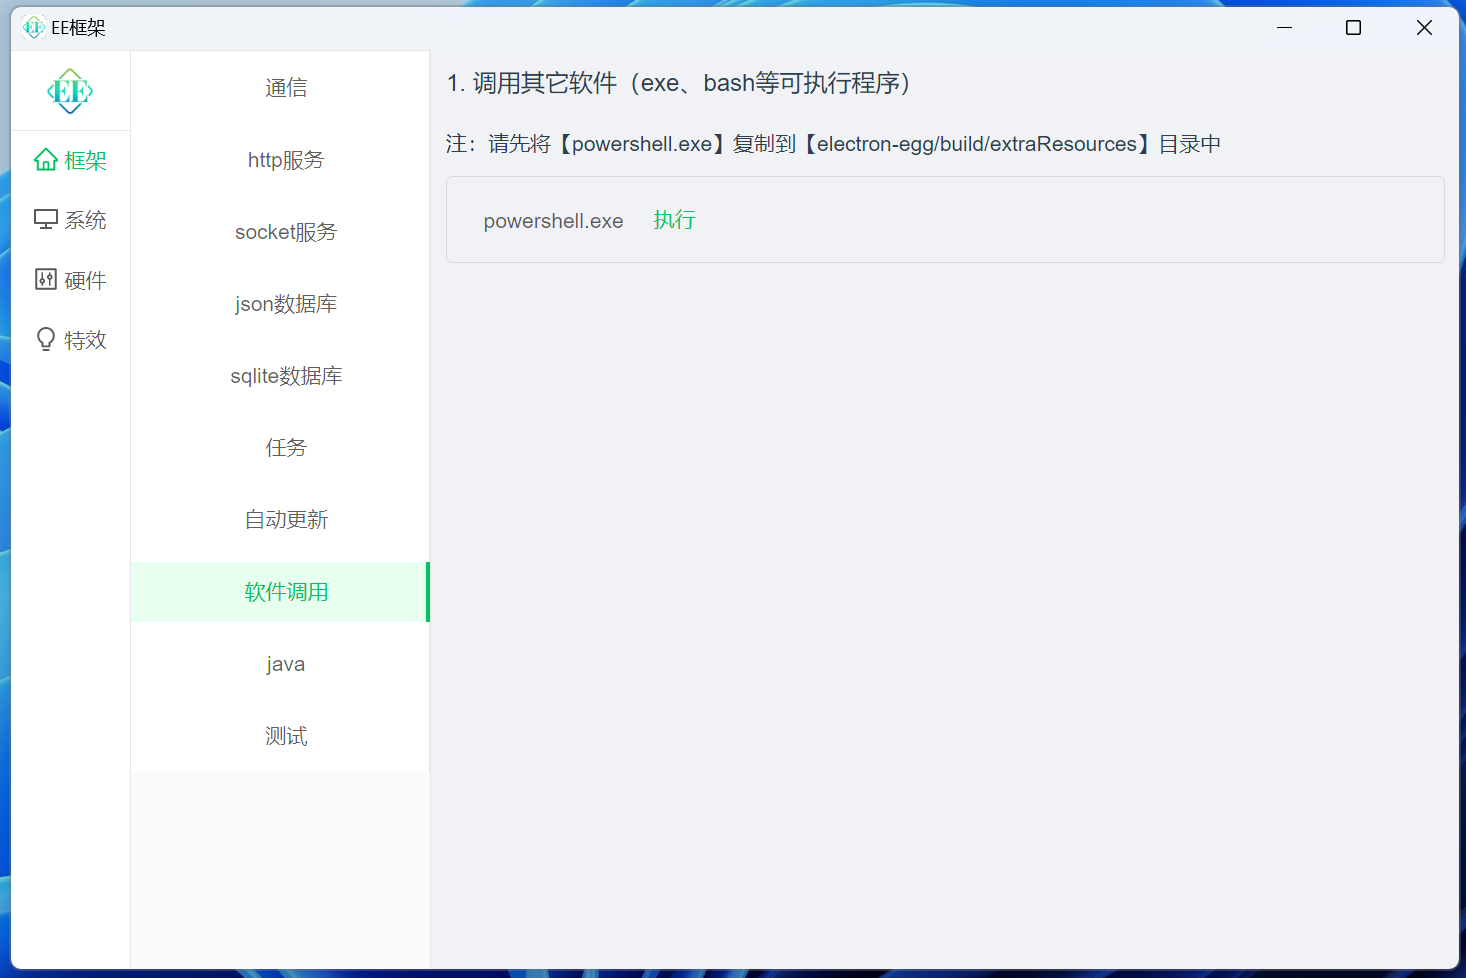 EE框架
EE
框架
系统
硬件
特效
通信
http服务
socket服务
json数据库
sqlite数据库
任务
自动更新
软件调用
java
测试
1. 调用其它软件（exe、bash等可执行程序）
注：请先将【powershell.exe】复制到【electron-egg/build/extraResources】目录中
powershell.exe 执行